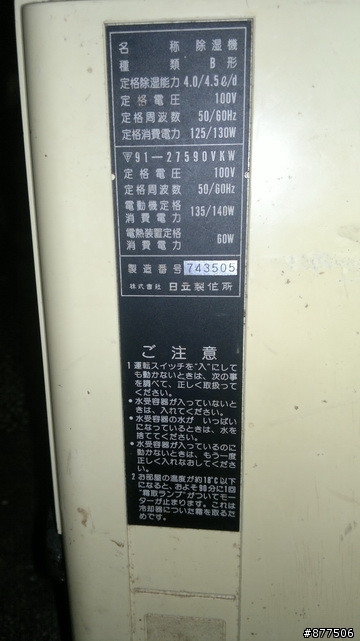 名称 除湿機
種類 B形
定格除湿能力 4.0/4.5ℓ/d
定格電圧 100V
定格周波数 50/60Hz
定格消費電力 125/130W
▽91-27590VKW
定格電圧 100V
定格周波数 50/60Hz
電動機定格
消費電力 135/140W
電熱装置定格
消費電力 60W
製造番号 743505
株式会社 日立製作所
ご注意
1 運転スイッチを"入"にして
も動かないときは、次の事
を調べて、正しく取扱って
ください。
•水受容器が入っていないと
きは、入れてください。
•水受容器の水が いっぱい
になっているときは、水を
捨ててください。
•水受容器が入っているのに
動かないときは、もう一度
正しく入れなおしてくださ
い。
2 お部屋の温度が約18℃以下
になると、およそ90分に1回
"霜取ランプ"がついてモー
ターが止まります。これは
冷却器についた霜を取るた
めです。
#877506